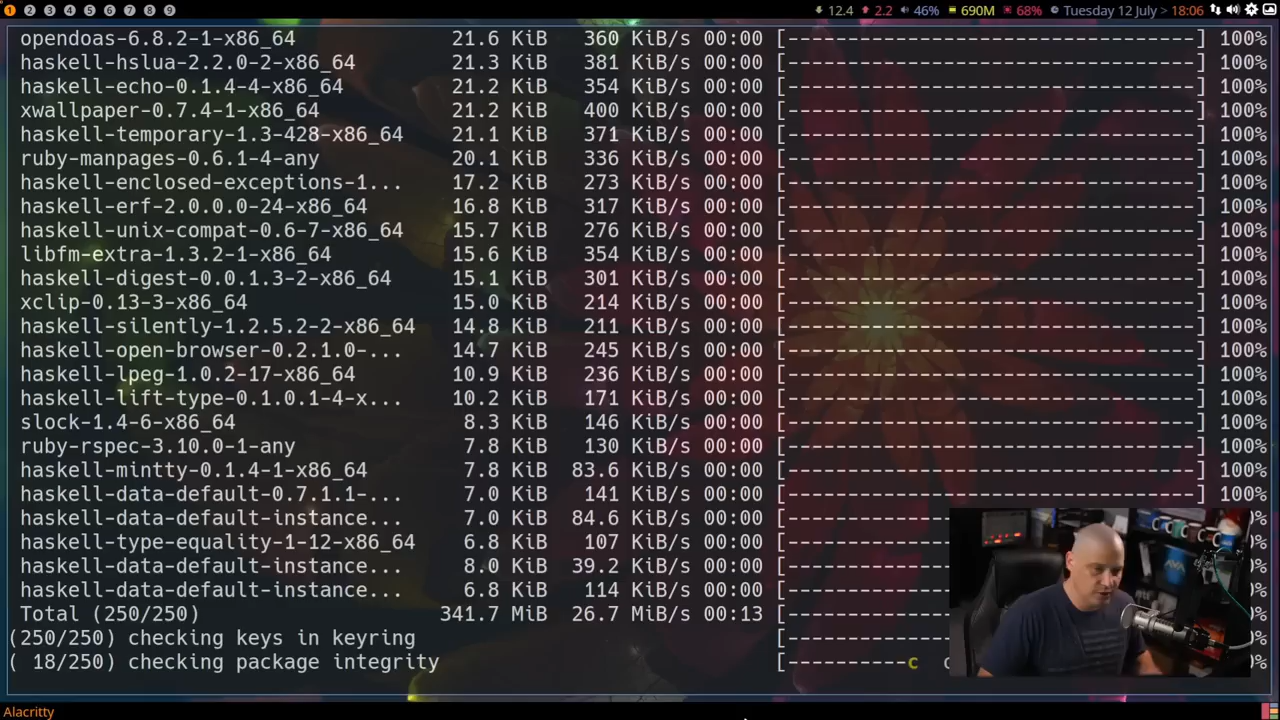 1 2 3 4 5 6 7 8 9 12.4 2.2 46% 690M 68% Tuesday 12 July > 18:06
opendoas-6.8.2-1-x86_64 21.6 KiB 360 KiB/s 00:00 [----------------------------------] 100%
haskell-hslua-2.2.0-2-x86_64 21.3 KiB 381 KiB/s 00:00 [----------------------------------] 100%
haskell-echo-0.1.4-4-x86_64 21.2 KiB 354 KiB/s 00:00 [----------------------------------] 100%
xwallpaper-0.7.4-1-x86_64 21.2 KiB 400 KiB/s 00:00 [----------------------------------] 100%
haskell-temporary-1.3-428-x86_64 21.1 KiB 371 KiB/s 00:00 [----------------------------------] 100%
ruby-manpages-0.6.1-4-any 20.1 KiB 336 KiB/s 00:00 [----------------------------------] 100%
haskell-enclosed-exceptions-1... 17.2 KiB 273 KiB/s 00:00 [----------------------------------] 100%
haskell-erf-2.0.0.0-24-x86_64 16.8 KiB 317 KiB/s 00:00 [----------------------------------] 100%
haskell-unix-compat-0.6-7-x86_64 15.7 KiB 276 KiB/s 00:00 [----------------------------------] 100%
libfm-extra-1.3.2-1-x86_64 15.6 KiB 354 KiB/s 00:00 [----------------------------------] 100%
haskell-digest-0.0.1.3-2-x86_64 15.1 KiB 301 KiB/s 00:00 [----------------------------------] 100%
xclip-0.13-3-x86_64 15.0 KiB 214 KiB/s 00:00 [----------------------------------] 100%
haskell-silently-1.2.5.2-2-x86_64 14.8 KiB 211 KiB/s 00:00 [----------------------------------] 100%
haskell-open-browser-0.2.1.0-... 14.7 KiB 245 KiB/s 00:00 [----------------------------------] 100%
haskell-lpeg-1.0.2-17-x86_64 10.9 KiB 236 KiB/s 00:00 [----------------------------------] 100%
haskell-lift-type-0.1.0.1-4-x... 10.2 KiB 171 KiB/s 00:00 [----------------------------------] 100%
slock-1.4-6-x86_64 8.3 KiB 146 KiB/s 00:00 [----------------------------------] 100%
ruby-rspec-3.10.0-1-any 7.8 KiB 130 KiB/s 00:00 [----------------------------------] 100%
haskell-mintty-0.1.4-1-x86_64 7.8 KiB 83.6 KiB/s 00:00 [----------------------------------] 100%
haskell-data-default-0.7.1.1-... 7.0 KiB 141 KiB/s 00:00 [----------------------------------] 100%
haskell-data-default-instance... 7.0 KiB 84.6 KiB/s 00:00 [-------------
haskell-type-equality-1-12-x86_64 6.8 KiB 107 KiB/s 00:00 [-------------
haskell-data-default-instance... 8.0 KiB 39.2 KiB/s 00:00 [-------------
haskell-data-default-instance... 6.8 KiB 114 KiB/s 00:00 [-------------
Total (250/250) 341.7 MiB 26.7 MiB/s 00:13 [-------------
(250/250) checking keys in keyring [-------------
( 18/250) checking package integrity [----------c o
Alacritty